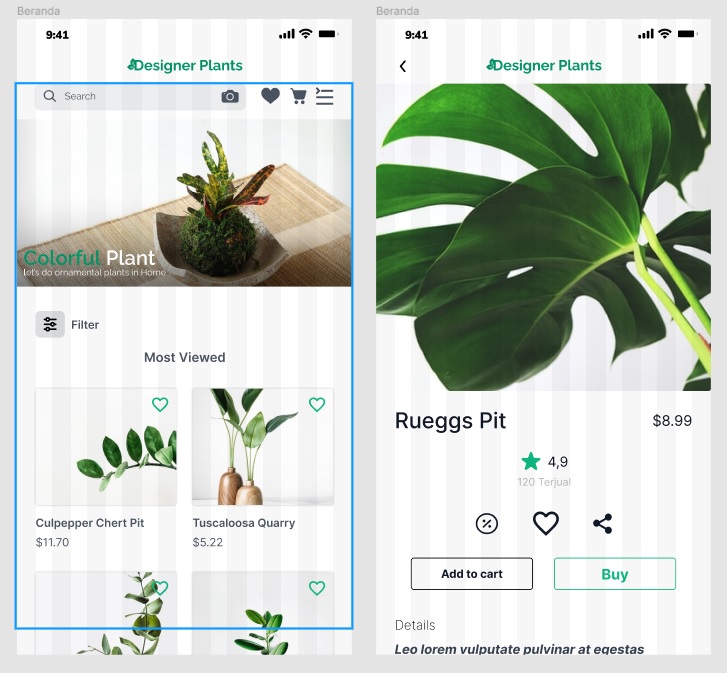 Beranda
9:41
Designer Plants
Search
Colorful Plant
let's do ornamental plants in Home
Filter
Most Viewed
Culpepper Chert Pit
$11.70
Tuscaloosa Quarry
$5.22
Beranda
9:41
Designer Plants
Rueggs Pit
$8.99
4,9
120 Terjual
Add to cart
Buy
Details
Leo lorem vulputate pulvinar at egestas